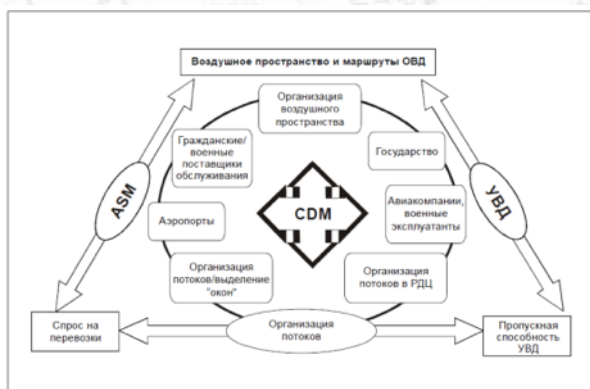 Воздушное пространство и маршруты ОВД
Организация
воздушного
пространства
Гражданские/
военные
поставщики
обслуживания
Государство
ASM
CDM
УВД
Аэропорты
Авиакомпании,
военные
эксплуатанты
Организация
потоков/выделение
"окон"
Организация
потоков в РДЦ
Спрос на
перевозки
Организация
потоков
Пропускная
способность
УВД